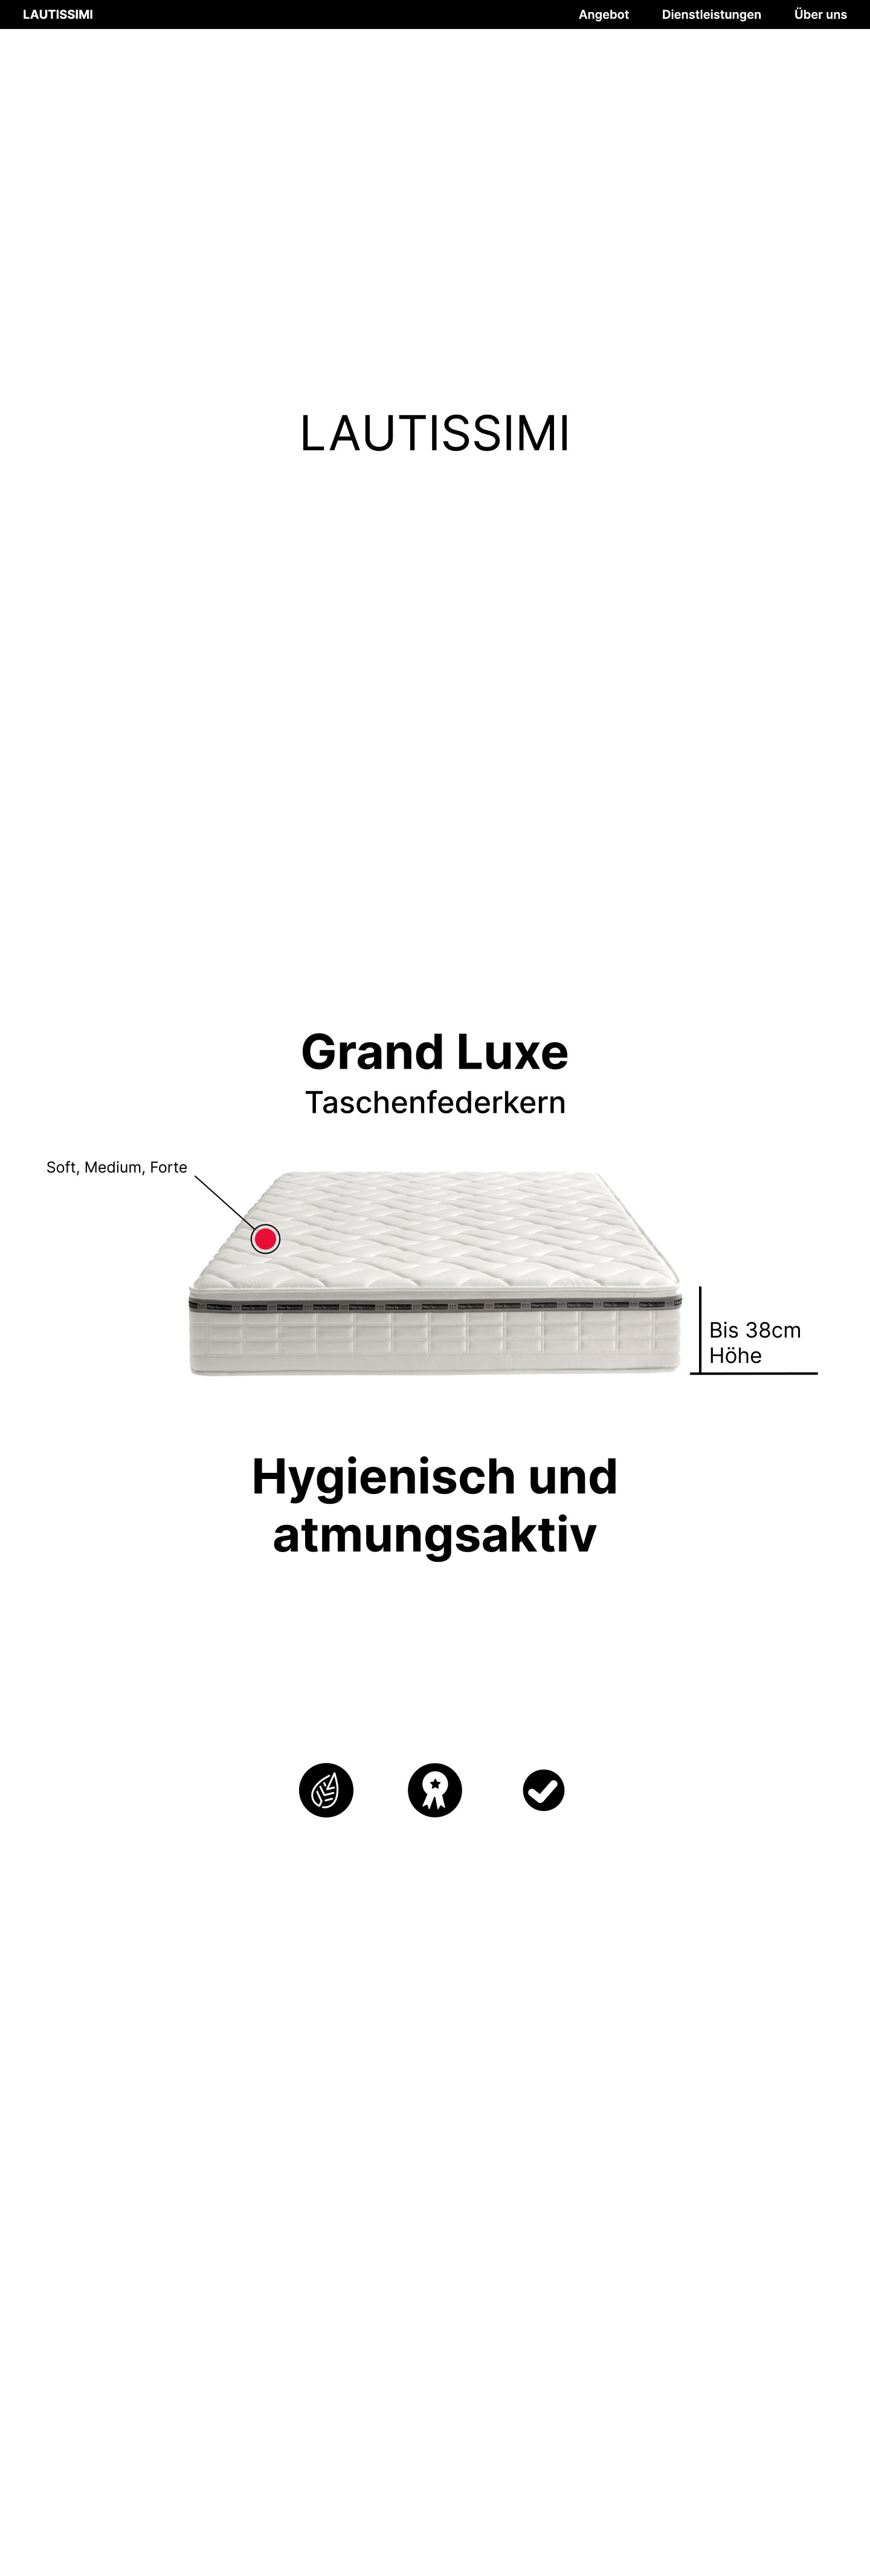 LAUTISSIMI
Angebot
Dienstleistungen
Über uns
LAUTISSIMI
Grand Luxe
Taschenfederkern
Soft, Medium, Forte
Bis 38cm
Höhe
Hygienisch und
atmungsaktiv